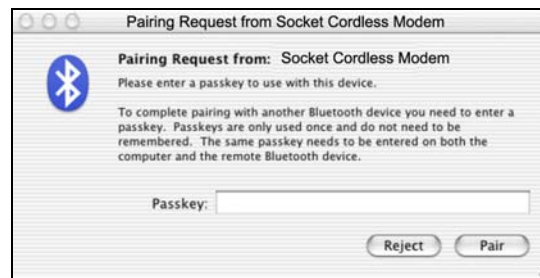 Pairing Request from Socket Cordless Modem
Pairing Request from: Socket Cordless Modem
Please enter a passkey to use with this device.
To complete pairing with another Bluetooth device you need to enter a
passkey. Passkeys are only used once and do not need to be
remembered. The same passkey needs to be entered on both the
computer and the remote Bluetooth device.
Passkey:
Reject Pair